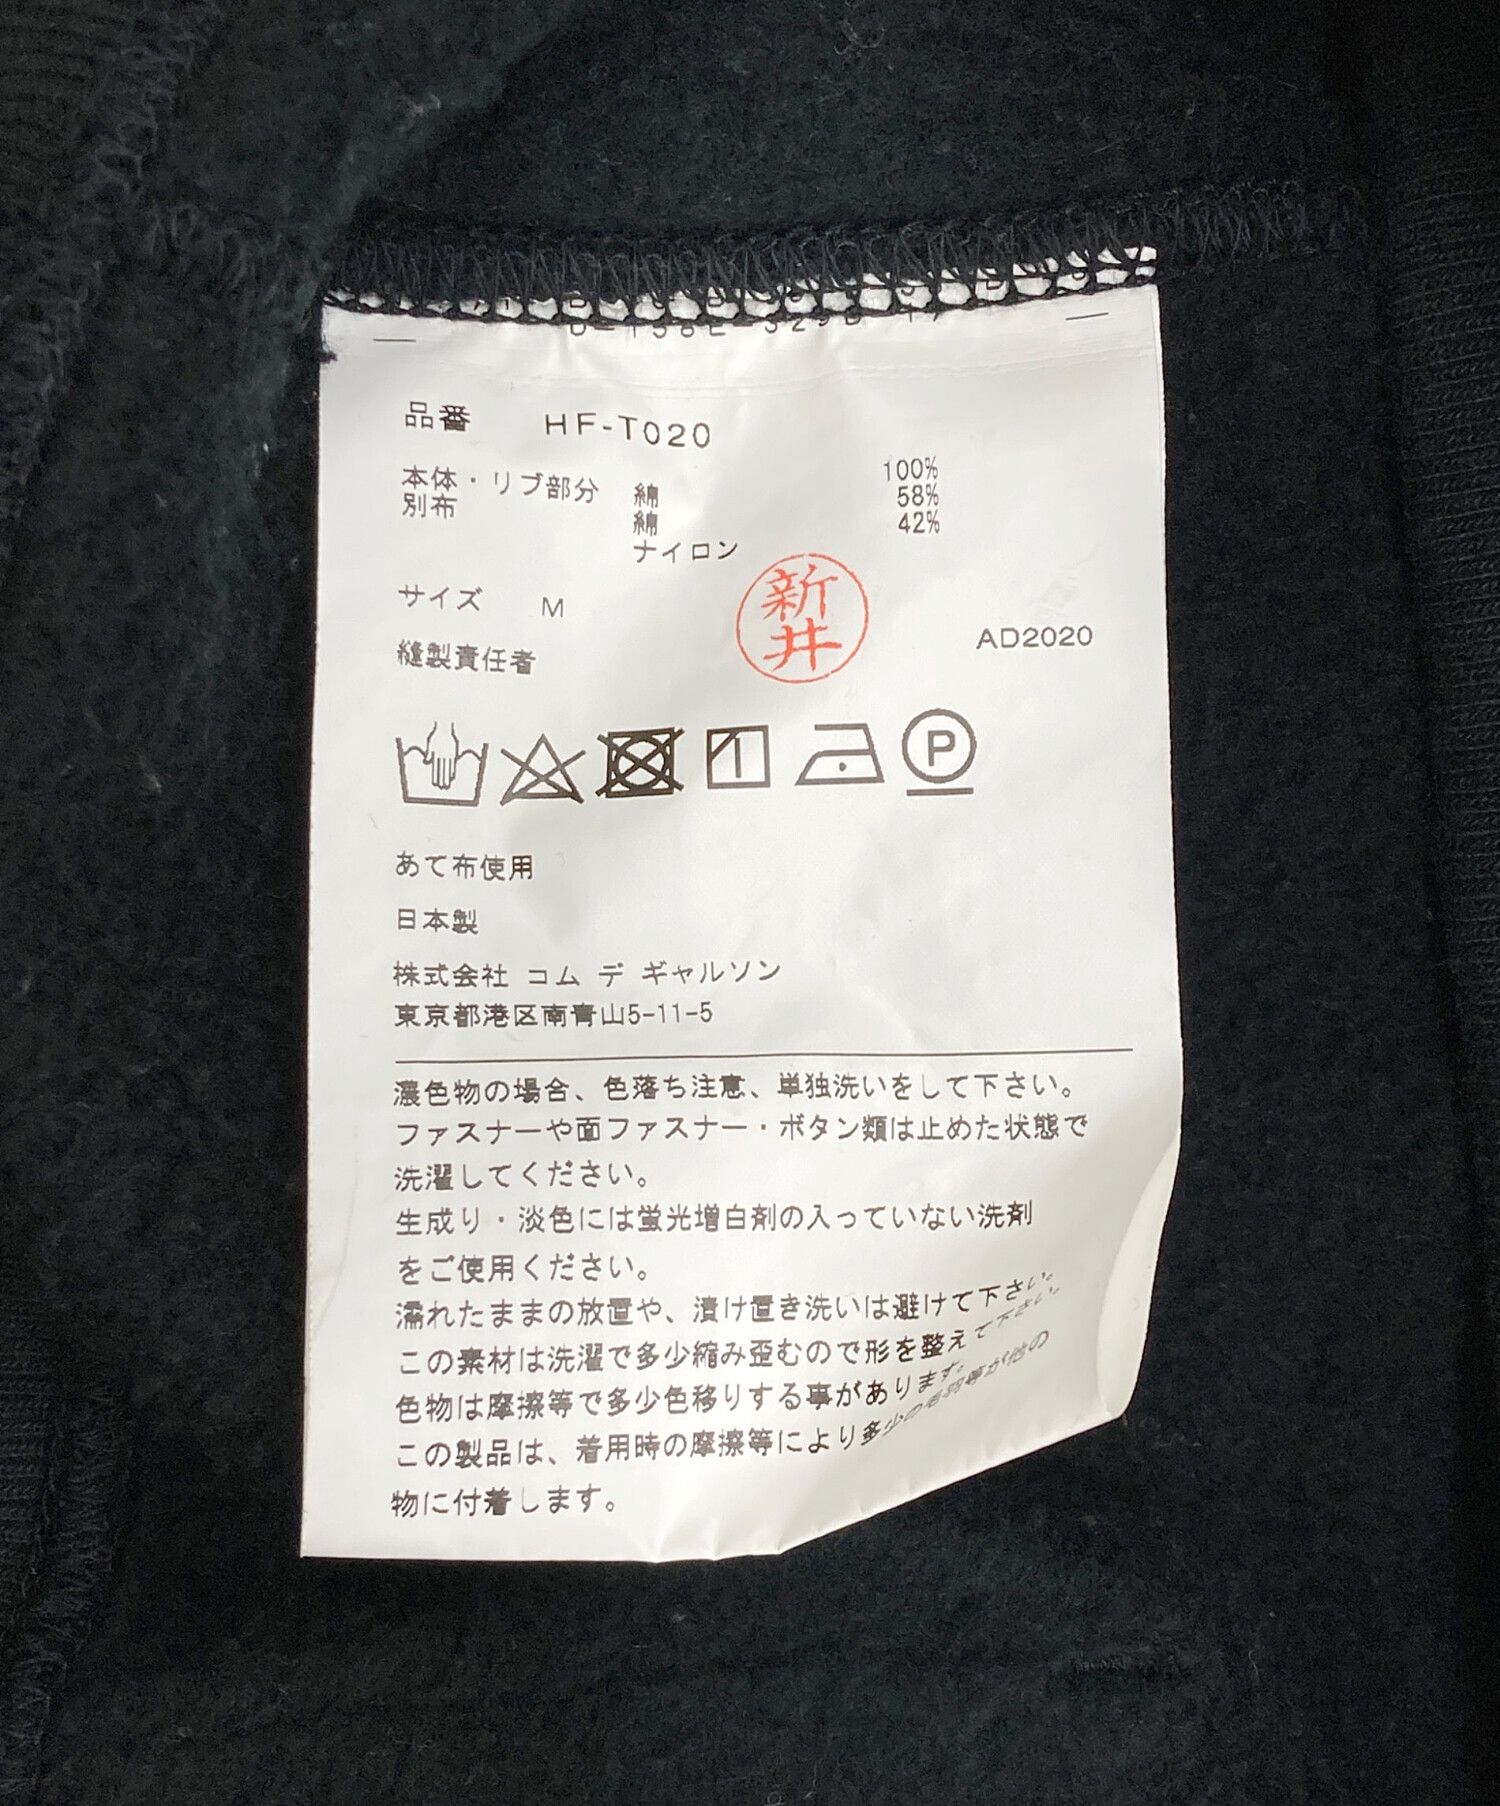 品番 HF-T020
本体・リブ部分 綿 100%
別布 綿 58%
ナイロン 42%
サイズ M
新井
AD2020
縫製責任者
P
あて布使用
日本製
株式会社 コム デ ギャルソン
東京都港区南青山5-11-5
濃色物の場合、色落ち注意、単独洗いをして下さい。
ファスナーや面ファスナー・ボタン類は止めた状態で
洗濯してください。
生成り・淡色には蛍光増白剤の入っていない洗剤
をご使用ください。
濡れたままの放置や、漬け置き洗いは避けて下さい。
この素材は洗濯で多少縮み歪むので形を整えて下さい。
色物は摩擦等で多少色移りする事があります。
この製品は、着用時の摩擦等により多少の毛羽等が他の
物に付着します。